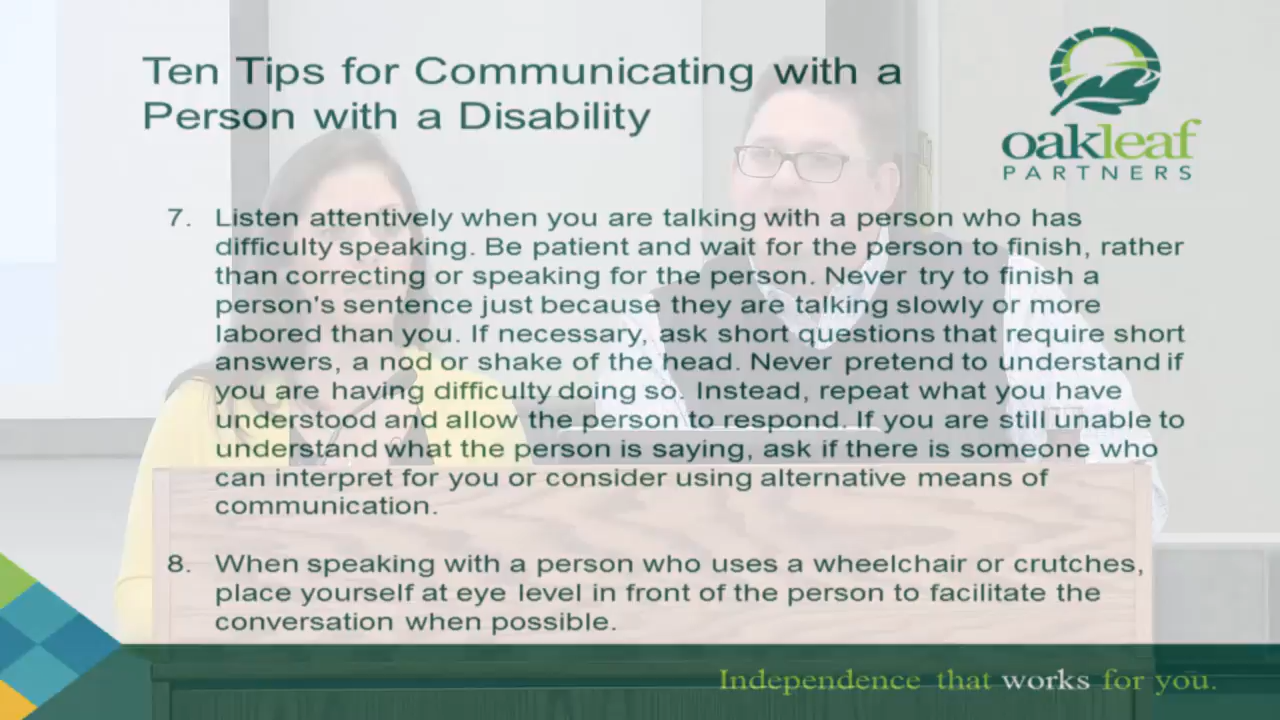 Ten Tips for Communicating with a
Person with a Disability
oakleaf
PARTNERS
7. Listen attentively when you are talking with a person who has
difficulty speaking. Be patient and wait for the person to finish, rather
than correcting or speaking for the person. Never try to finish a
person's sentence just because they are talking slowly or more
labored than you. If necessary, ask short questions that require short
answers, a nod or shake of the head. Never pretend to understand if
you are having difficulty doing so. Instead, repeat what you have
understood and allow the person to respond. If you are still unable to
understand what the person is saying, ask if there is someone who
can interpret for you or consider using alternative means of
communication.
8. When speaking with a person who uses a wheelchair or crutches,
place yourself at eye level in front of the person to facilitate the
conversation when possible.
Independence that works for you.